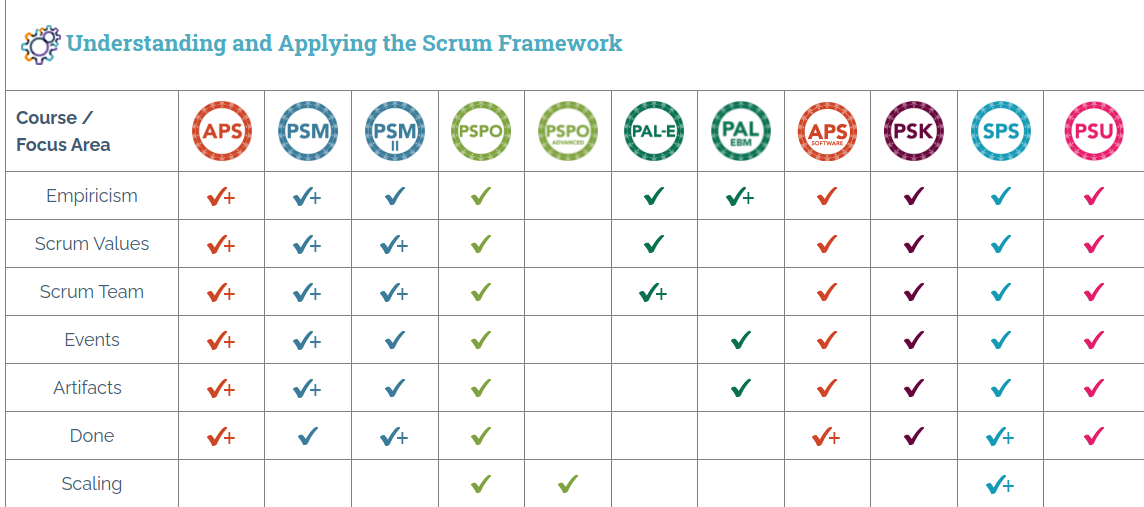 Understanding and Applying the Scrum Framework
Course /
Focus Area
APS
PSM
PSM
II
PSPO
PSPO
ADVANCED
PAL-E
PAL
EBM
APS
SOFTWARE
PSK
SPS
PSU
Empiricism ✔+ ✔+ ✔ ✔ ✔ ✔+ ✔ ✔ ✔ ✔
Scrum Values ✔+ ✔+ ✔+ ✔ ✔ ✔ ✔ ✔ ✔
Scrum Team ✔+ ✔+ ✔+ ✔ ✔+ ✔ ✔ ✔ ✔
Events ✔+ ✔+ ✔ ✔ ✔ ✔ ✔ ✔ ✔
Artifacts ✔+ ✔+ ✔ ✔ ✔ ✔ ✔ ✔ ✔
Done ✔+ ✔ ✔+ ✔ ✔+ ✔ ✔+ ✔
Scaling ✔ ✔ ✔+